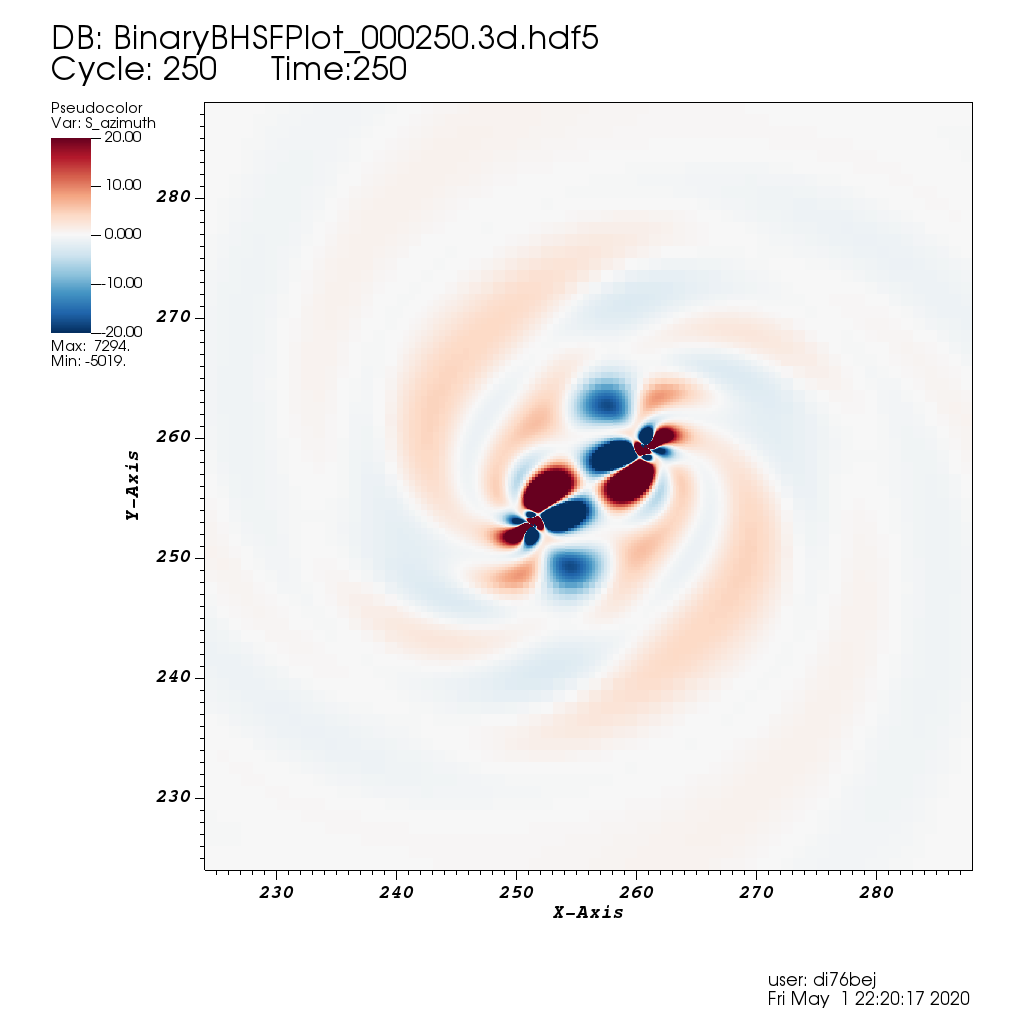 DB: BinaryBHSFPlot_000250.3d.hdf5
Cycle: 250 Time:250
Pseudocolor
Var: S_azimuth
20.00
10.00
0.000
-10.00
-20.00
Max: 7294.
Min: -5019.
280
270
260
250
240
230
Y-Axis
230 240 250 260 270 280
X-Axis
user: di76bej
Fri May 1 22:20:17 2020